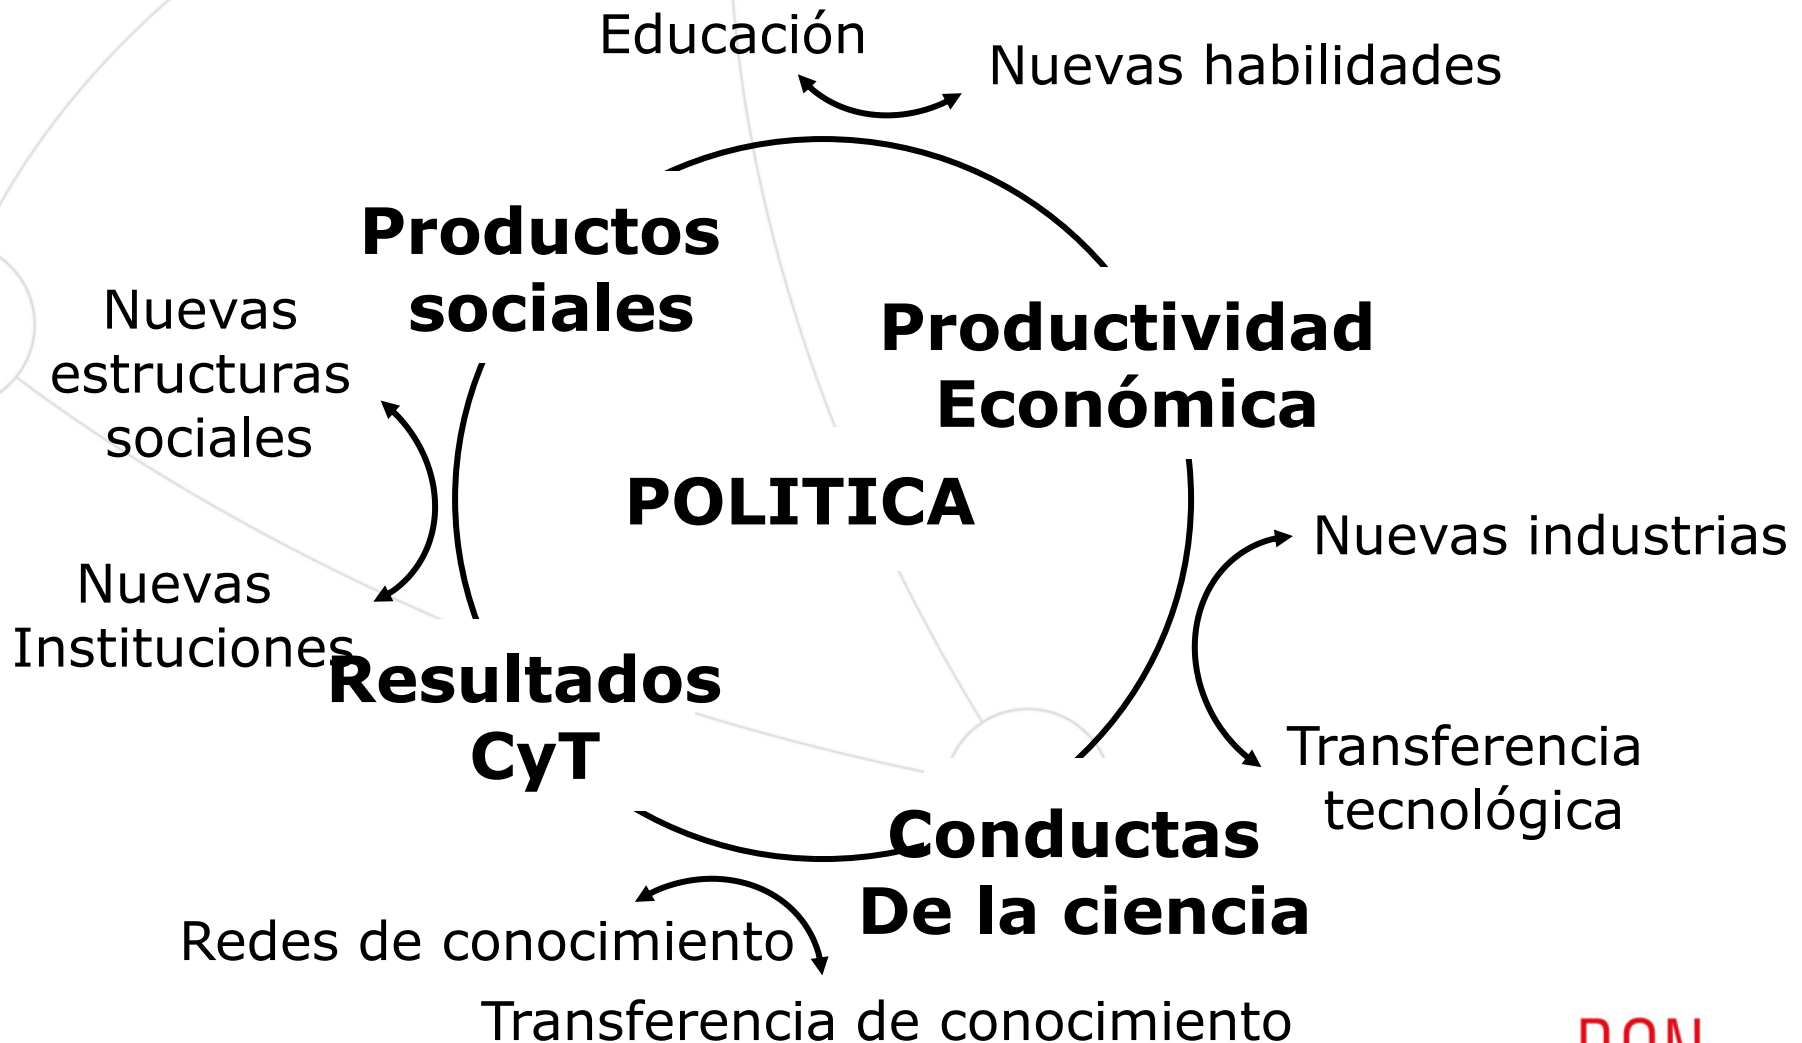 Educación
Nuevas habilidades
Productos
sociales
Nuevas
estructuras
sociales
Productividad
Económica
POLITICA
Nuevas industrias
Nuevas
Instituciones
Resultados
CyT
Transferencia
tecnológica
Conductas
De la ciencia
Redes de conocimiento
Transferencia de conocimiento